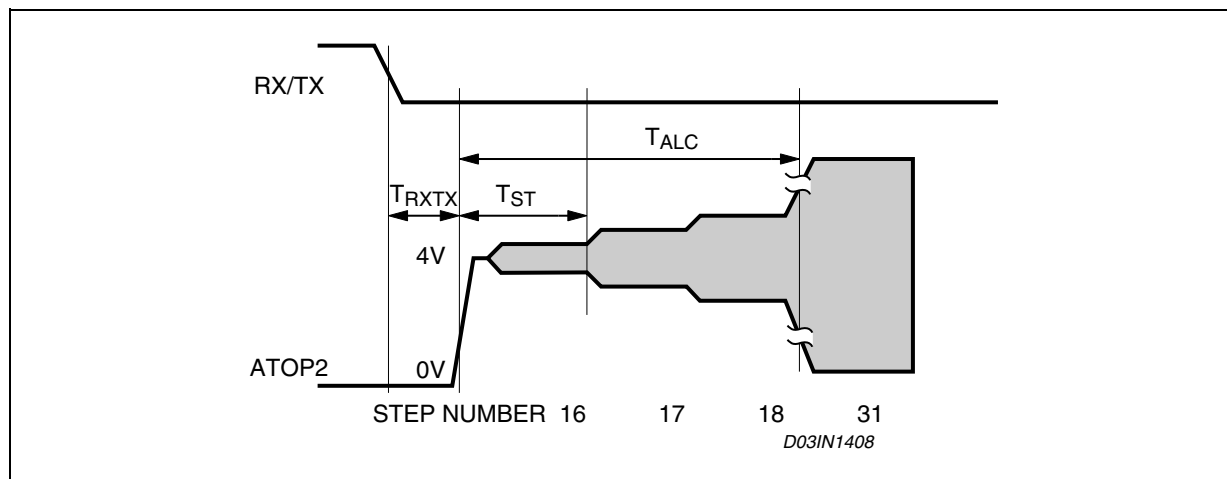 RX/TX
TALC
TRXTX TST
4V
ATOP2 0V
STEP NUMBER 16 17 18 31
D03IN1408